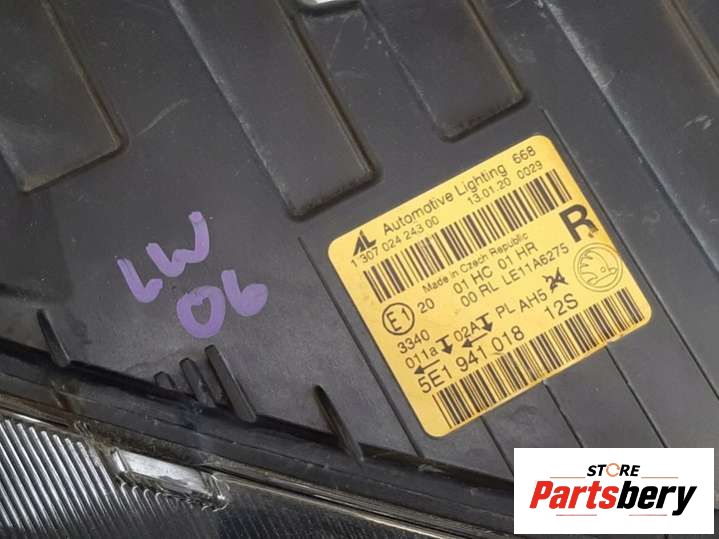 LW
06
AL Automotive Lighting 668
1 307 024 243 00 13.01.20 0029
Made in Czech Republic R
E1 20 01 HC 01 HR
00 RL LE11A6275
3340
011a 02A PL AH5
5E1 941 018 12S
STORE
Partsbery